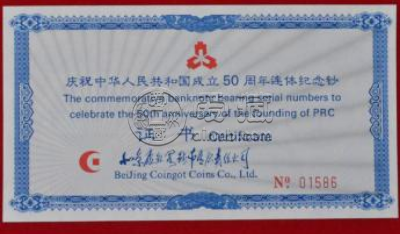 庆祝中华人民共和国成立50周年连体纪念钞
The commemorative banknote bearing serial numbers to
celebrate the 50th anniversary of the founding of PRC
证 书 Certificate
BeiJing Coingot Coins Co., Ltd.
Nº 01586